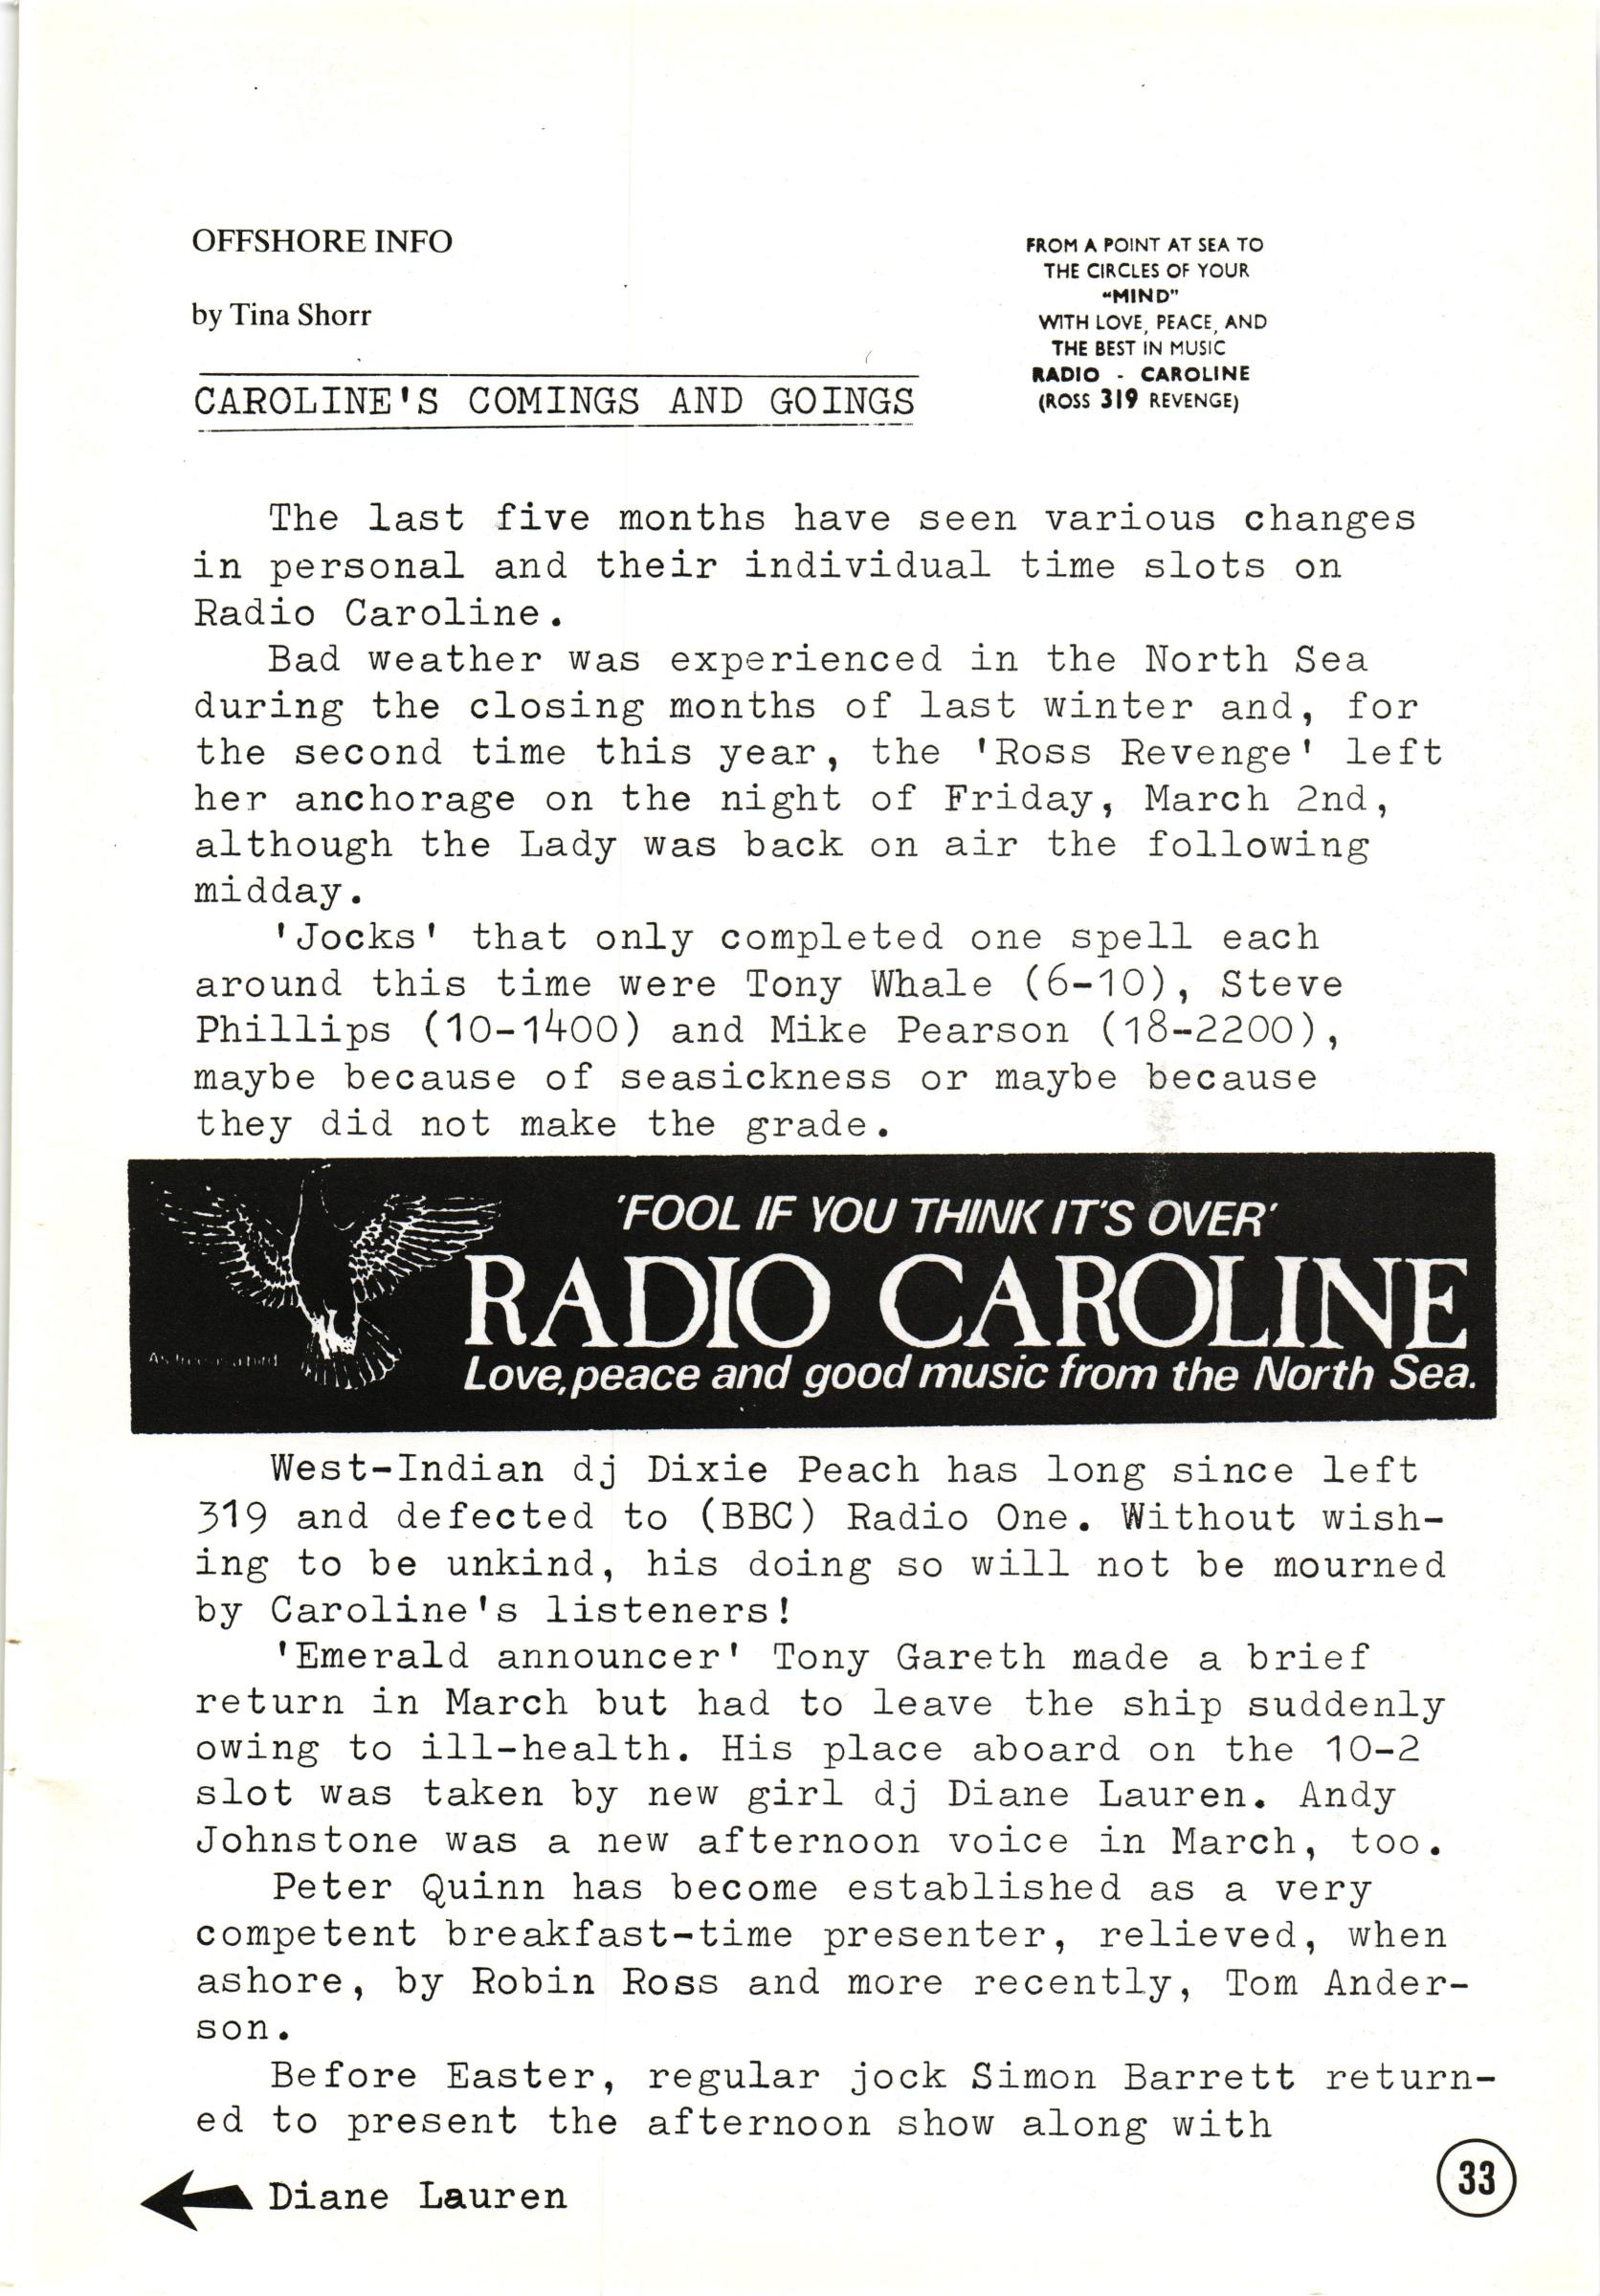 OFFSHORE INFO
by Tina Shorr
CAROLINE'S COMINGS AND GOINGS
FROM A POINT AT SEA TO
THE CIRCLES OF YOUR
"MIND"
WITH LOVE, PEACE, AND
THE BEST IN MUSIC
RADIO - CAROLINE
(ROSS 319 REVENGE)
The last five months have seen various changes
in personal and their individual time slots on
Radio Caroline.
Bad weather was experienced in the North Sea
during the closing months of last winter and, for
the second time this year, the 'Ross Revenge' left
her anchorage on the night of Friday, March 2nd,
although the Lady was back on air the following
midday.
'Jocks' that only completed one spell each
around this time were Tony Whale (6-10), Steve
Phillips (10-1400) and Mike Pearson (18-2200),
maybe because of seasickness or maybe because
they did not make the grade.
'FOOL IF YOU THINK IT'S OVER'
RADIO CAROLINE
Love, peace and good music from the North Sea.
West-Indian dj Dixie Peach has long since left
319 and defected to (BBC) Radio One. Without wish-
ing to be unkind, his doing so will not be mourned
by Caroline's listeners!
'Emerald announcer' Tony Gareth made a brief
return in March but had to leave the ship suddenly
owing to ill-health. His place aboard on the 10-2
slot was taken by new girl dj Diane Lauren. Andy
Johnstone was a new afternoon voice in March, too.
Peter Quinn has become established as a very
competent breakfast-time presenter, relieved, when
ashore, by Robin Ross and more recently, Tom Ander-
son.
Before Easter, regular jock Simon Barrett return-
ed to present the afternoon show along with
Diane Lauren
33